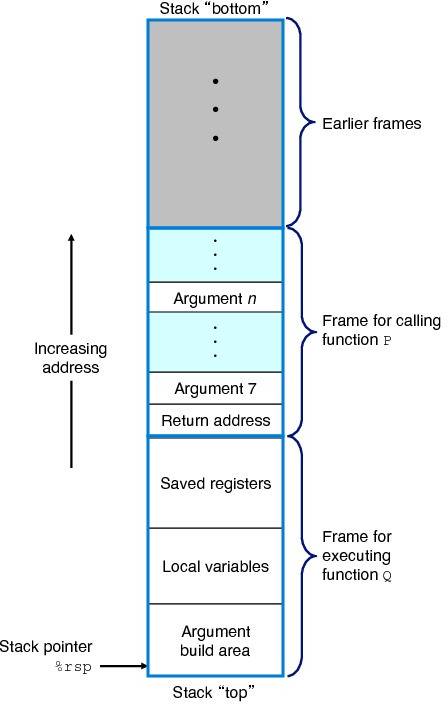 Stack “bottom”
Earlier frames
Argument n
Increasing
address
Frame for calling
function P
Argument 7
Return address
Saved registers
Local variables
Frame for
executing
function Q
Argument
build area
Stack pointer
%rsp
Stack “top”